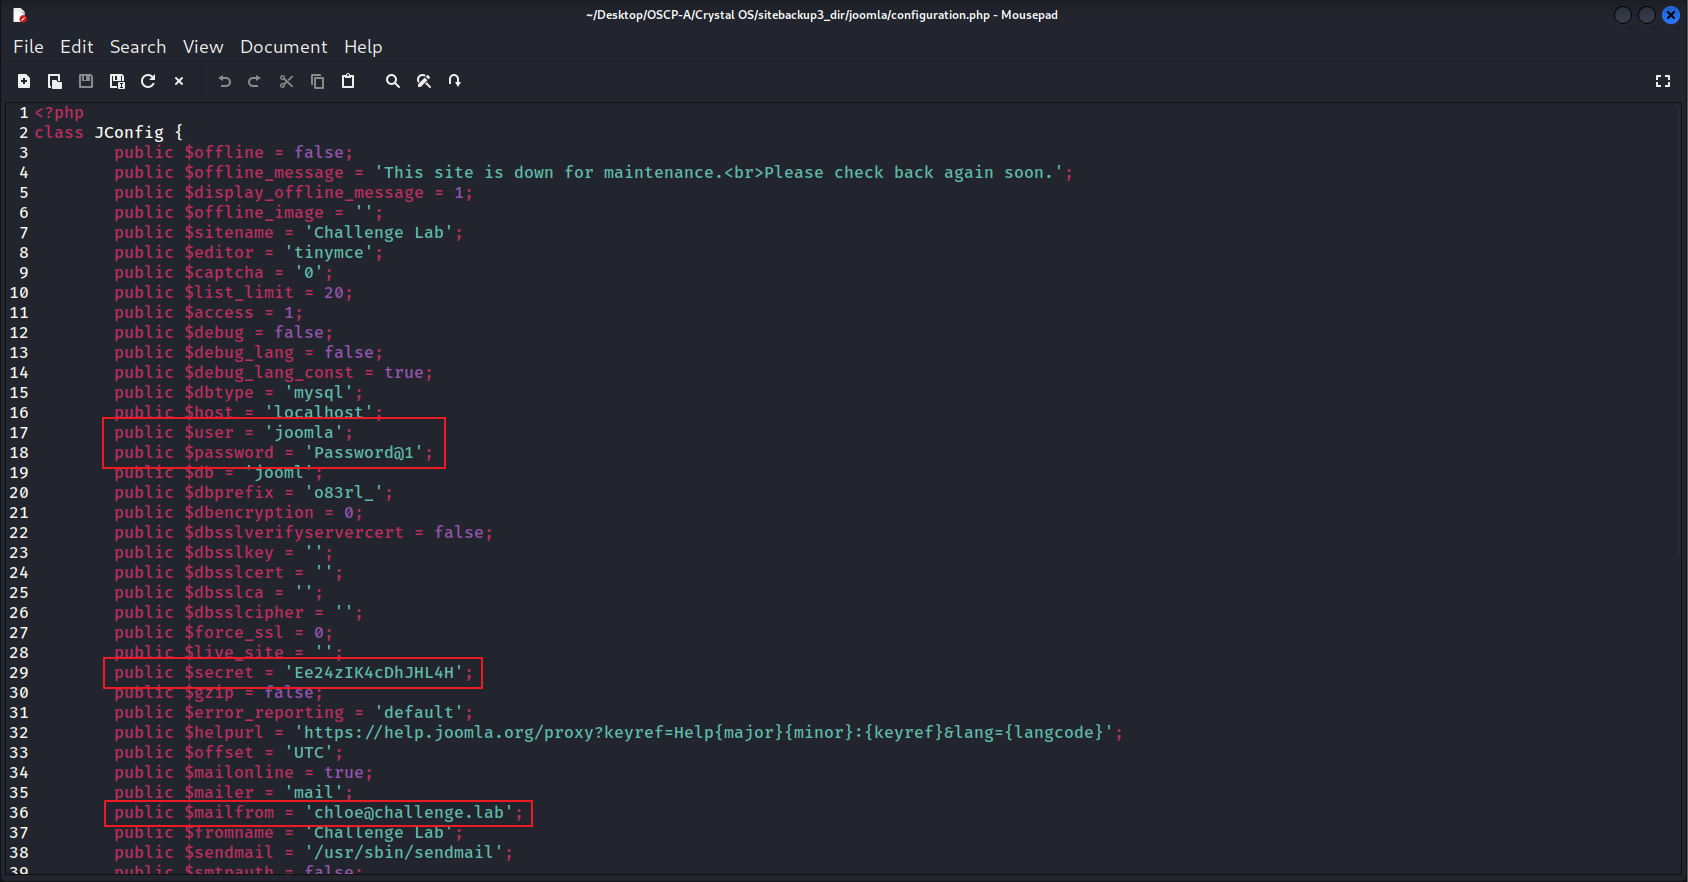 ~/Desktop/OSCP-A/Crystal OS/sitebackup3_dir/joomla/configuration.php - Mousepad
File Edit Search View Document Help
1 <?php
2 class JConfig {
3 public $offline = false;
4 public $offline_message = 'This site is down for maintenance.<br>Please check back again soon.';
5 public $display_offline_message = 1;
6 public $offline_image = '';
7 public $sitename = 'Challenge Lab';
8 public $editor = 'tinymce';
9 public $captcha = '0';
10 public $list_limit = 20;
11 public $access = 1;
12 public $debug = false;
13 public $debug_lang = false;
14 public $debug_lang_const = true;
15 public $dbtype = 'mysql';
16 public $host = 'localhost';
17 public $user = 'joomla';
18 public $password = 'Password@1';
19 public $db = 'jooml';
20 public $dbprefix = 'o83rl_';
21 public $dbencryption = 0;
22 public $dbsslverifyservercert = false;
23 public $dbsslkey = '';
24 public $dbsslcert = '';
25 public $dbsslca = '';
26 public $dbsslcipher = '';
27 public $force_ssl = 0;
28 public $live_site = '';
29 public $secret = 'Ee24zIK4cDhJHL4H';
30 public $gzip = false;
31 public $error_reporting = 'default';
32 public $helpurl = 'https://help.joomla.org/proxy?keyref=Help{major}{minor}:{keyref}&lang={langcode}';
33 public $offset = 'UTC';
34 public $mailonline = true;
35 public $mailer = 'mail';
36 public $mailfrom = 'chloe@challenge.lab';
37 public $fromname = 'Challenge Lab';
38 public $sendmail = '/usr/sbin/sendmail';
39 public $smtpauth = false;